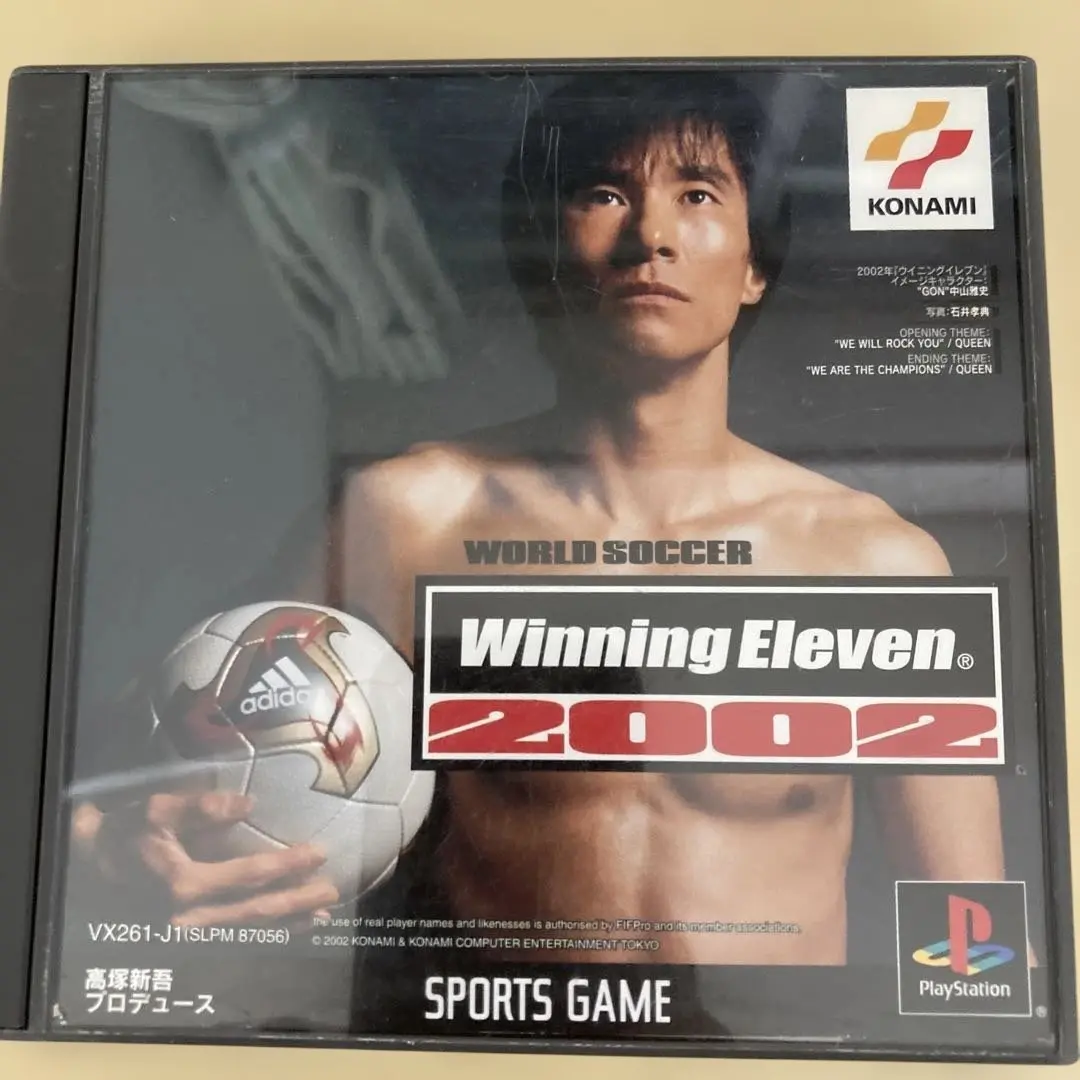 KONAMI
2002年『ウイニングイレブン』
イメージキャラクター:
"GON"中山雅史
写真:石井孝典
OPENING THEME:
"WE WILL ROCK YOU" / QUEEN
ENDING THEME:
"WE ARE THE CHAMPIONS" / QUEEN
WORLD SOCCER
Winning Eleven®
2002
adidas
the use of real player names and likenesses is authorised by FIFPro and its member associations.
VX261-J1(SLPM 87056)
© 2002 KONAMI & KONAMI COMPUTER ENTERTAINMENT TOKYO
高塚新吾
プロデュース
SPORTS GAME
PlayStation
®